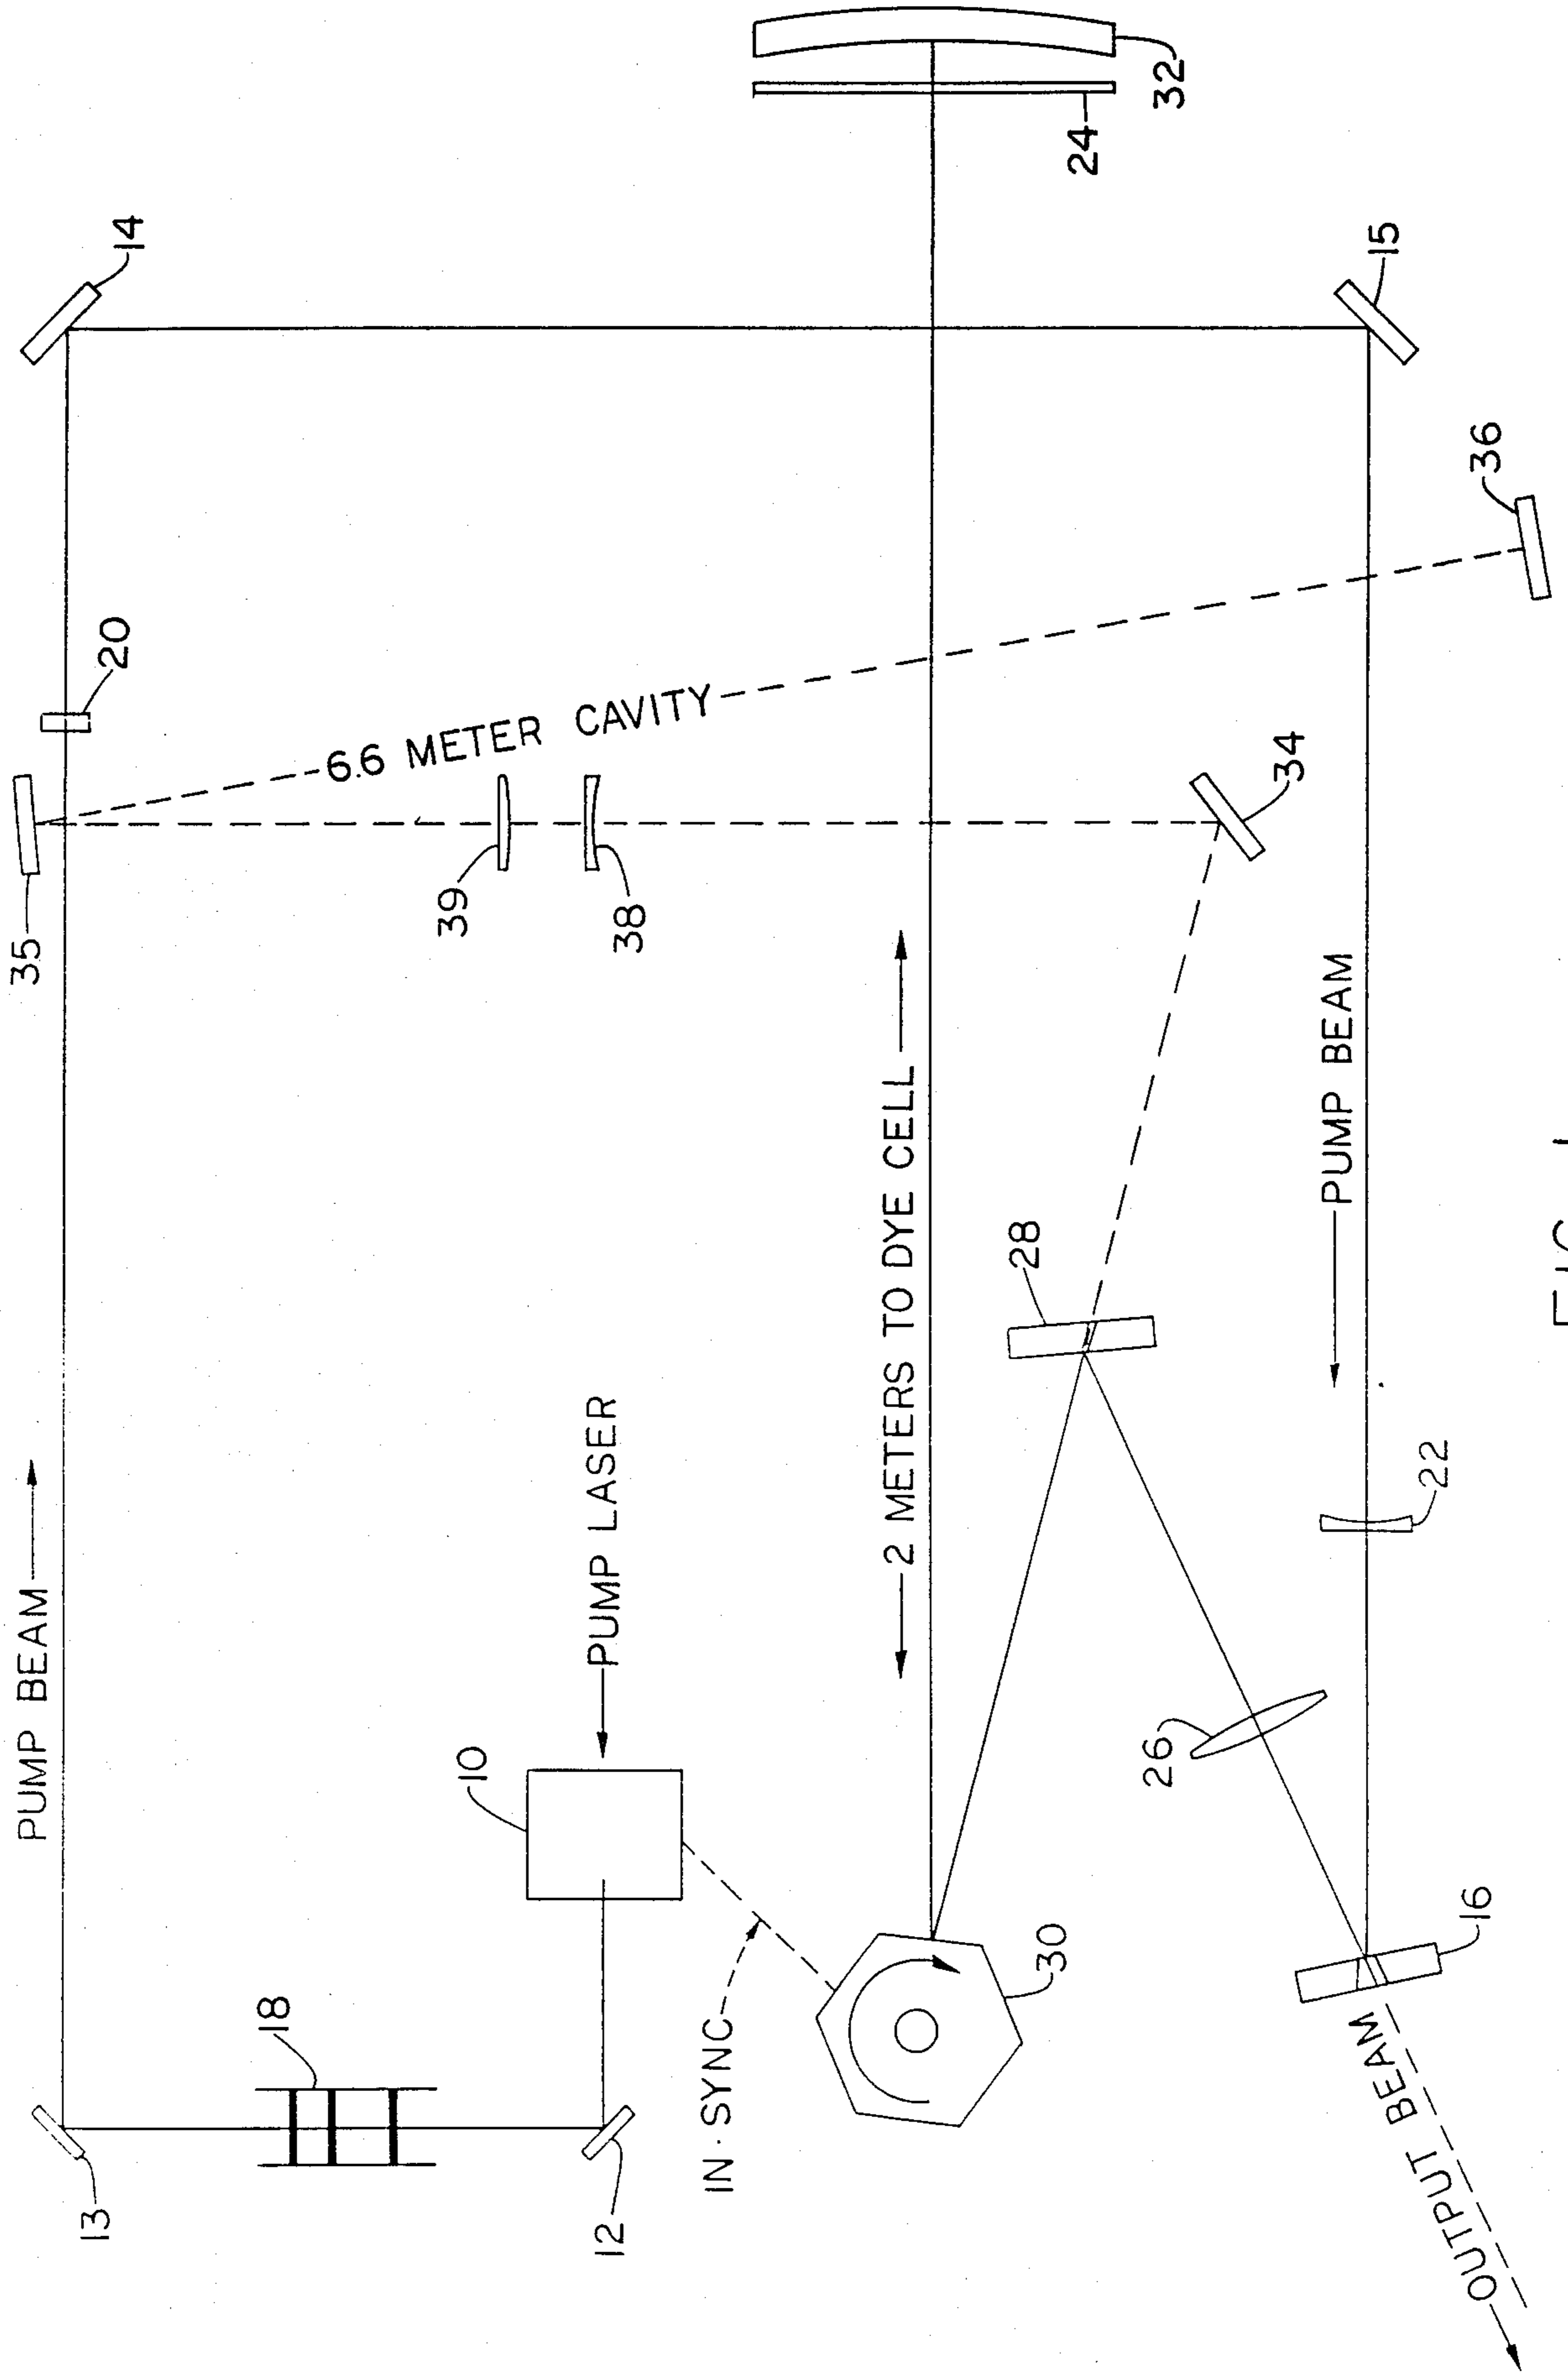 PUMP BEAM
35
13
20
14
18
6.6 METER CAVITY
39
10
PUMP LASER
12
38
IN·SYNC
2 METERS TO DYE CELL
28
30
24
26
32
34
PUMP BEAM
15
OUTPUT BEAM
22
16
36